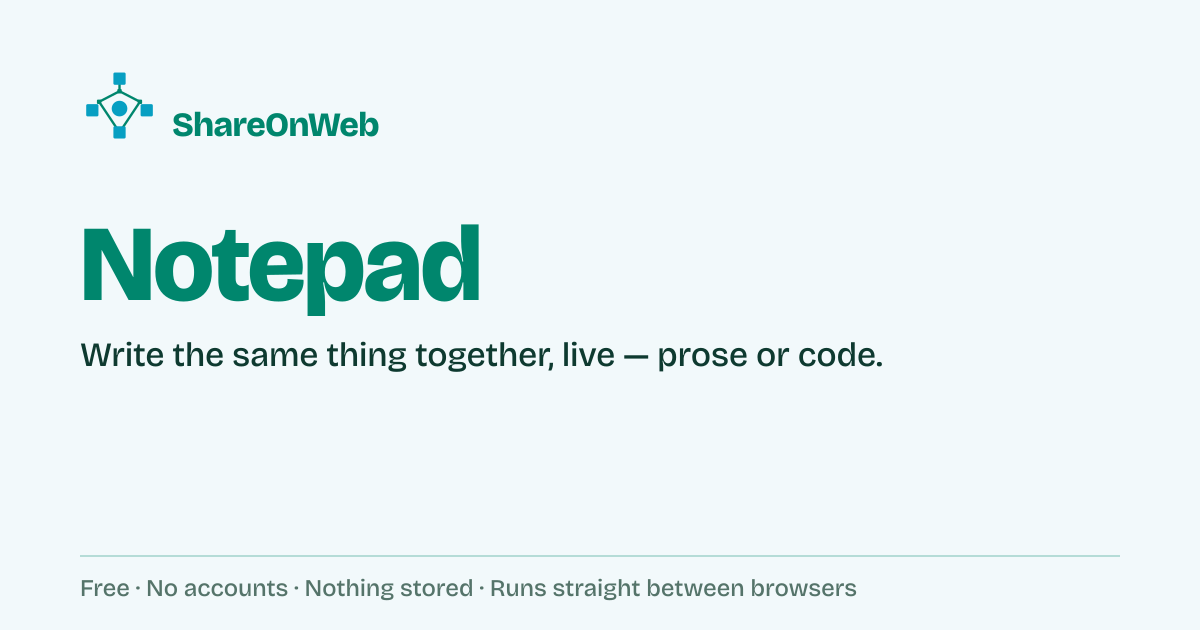 ShareOnWeb
Notepad
Write the same thing together, live — prose or code.
Free · No accounts · Nothing stored · Runs straight between browsers